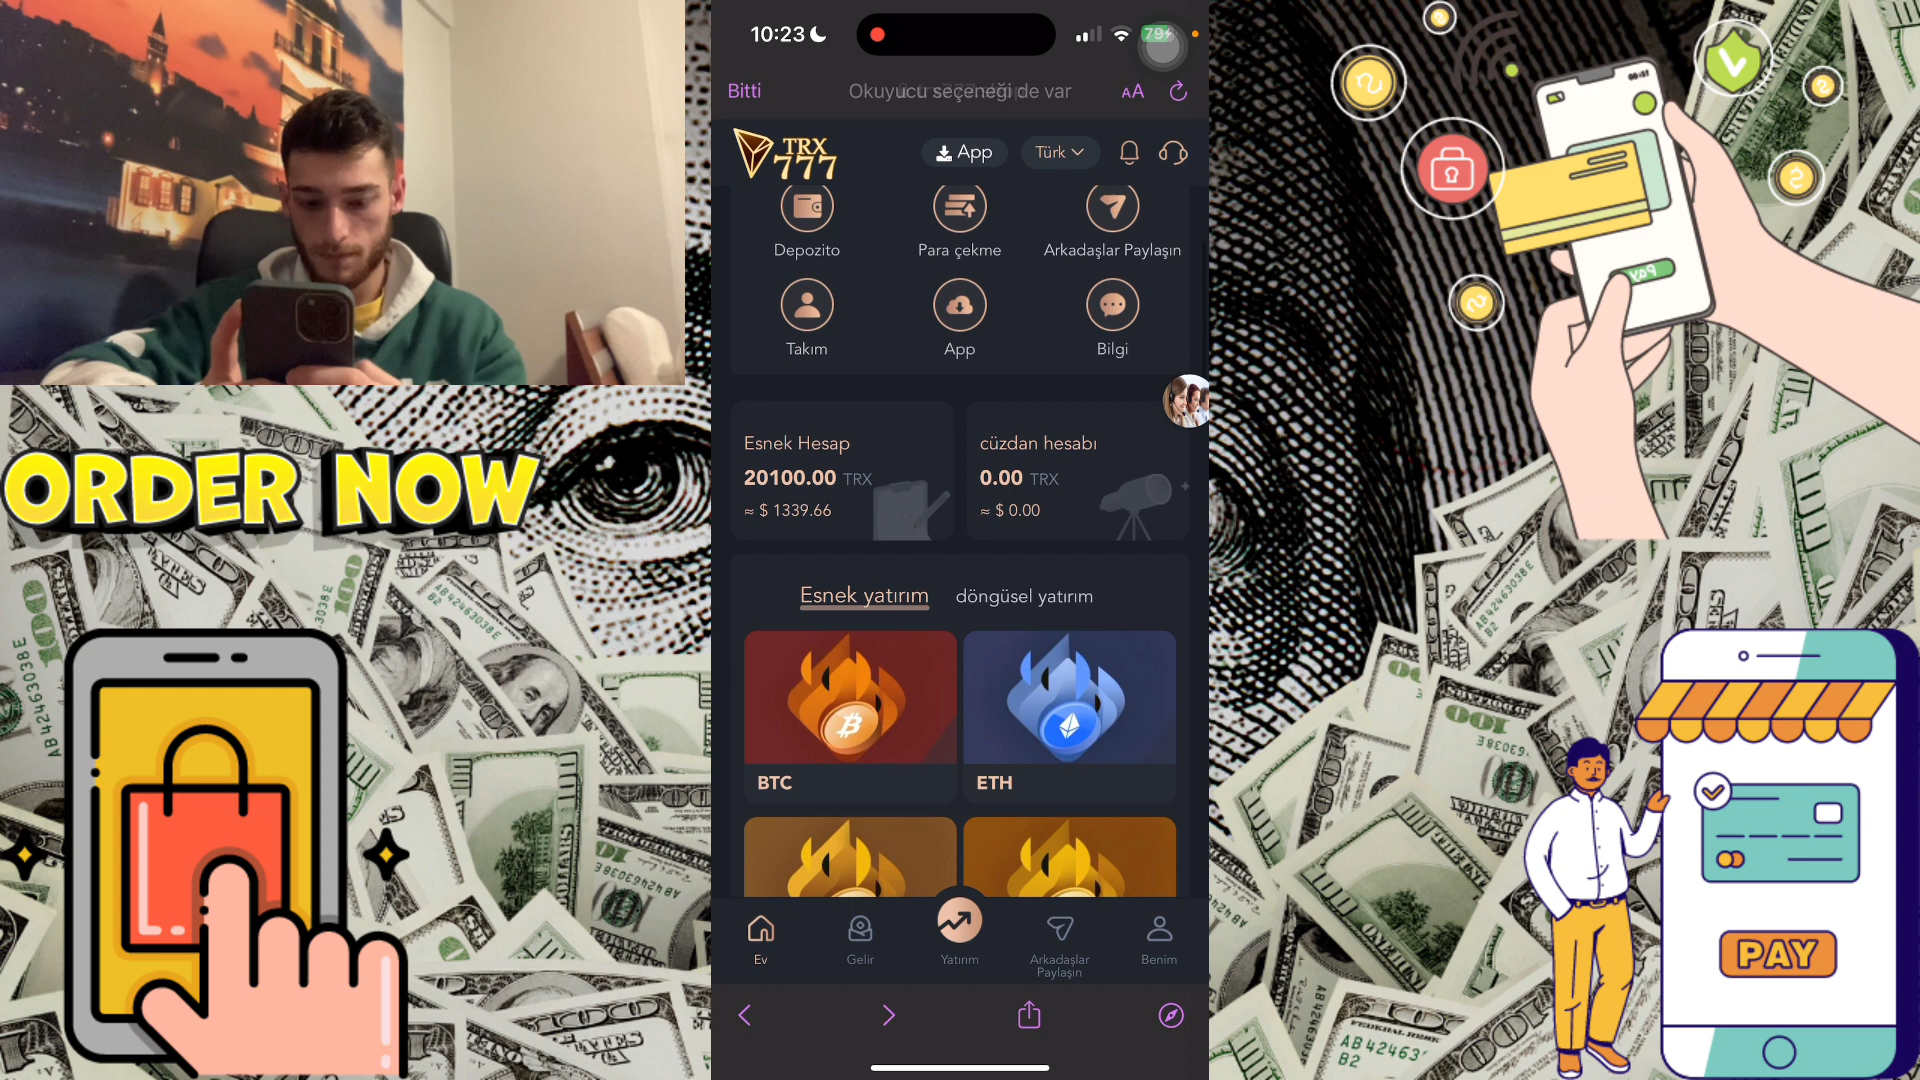 10:23
79
Bitti
Okuyucu seçeneği de var
AA
TRX
777
App
Türk
Depozito
Para çekme
Arkadaşlar Paylaşın
Takım
App
Bilgi
Esnek Hesap
20100.00 TRX
≈ $ 1339.66
cüzdan hesabı
0.00 TRX
≈ $ 0.00
Esnek yatırım
döngüsel yatırım
BTC
ETH
Ev
Gelir
Yatırım
Arkadaşlar
Paylaşın
Benim
ORDER NOW
Pay
PAY